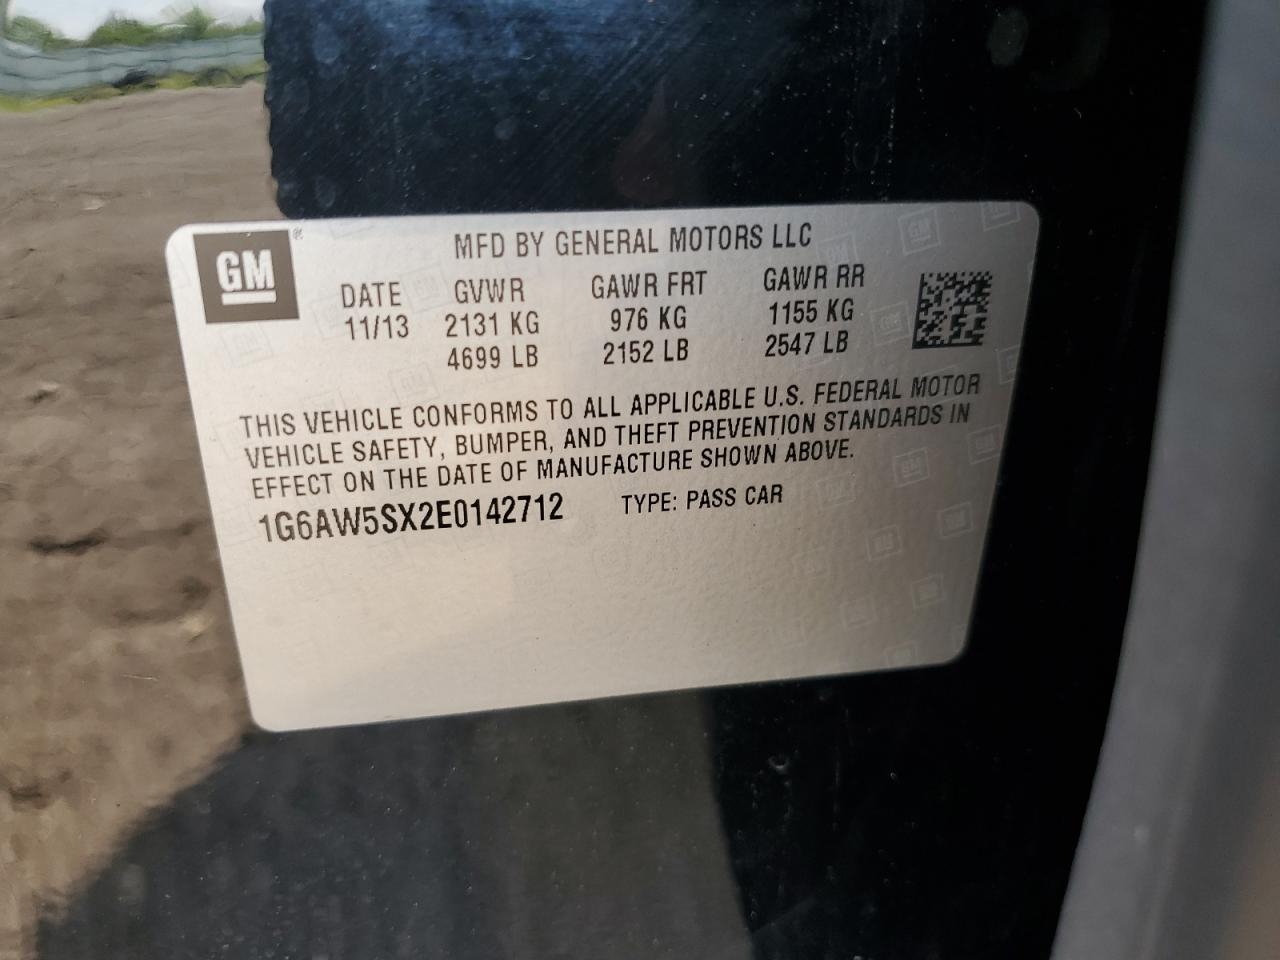 GM
MFD BY GENERAL MOTORS LLC
DATE GVWR GAWR FRT GAWR RR
11/13 2131 KG 976 KG 1155 KG
4699 LB 2152 LB 2547 LB
THIS VEHICLE CONFORMS TO ALL APPLICABLE U.S. FEDERAL MOTOR
VEHICLE SAFETY, BUMPER, AND THEFT PREVENTION STANDARDS IN
EFFECT ON THE DATE OF MANUFACTURE SHOWN ABOVE.
1G6AW5SX2E0142712 TYPE: PASS CAR